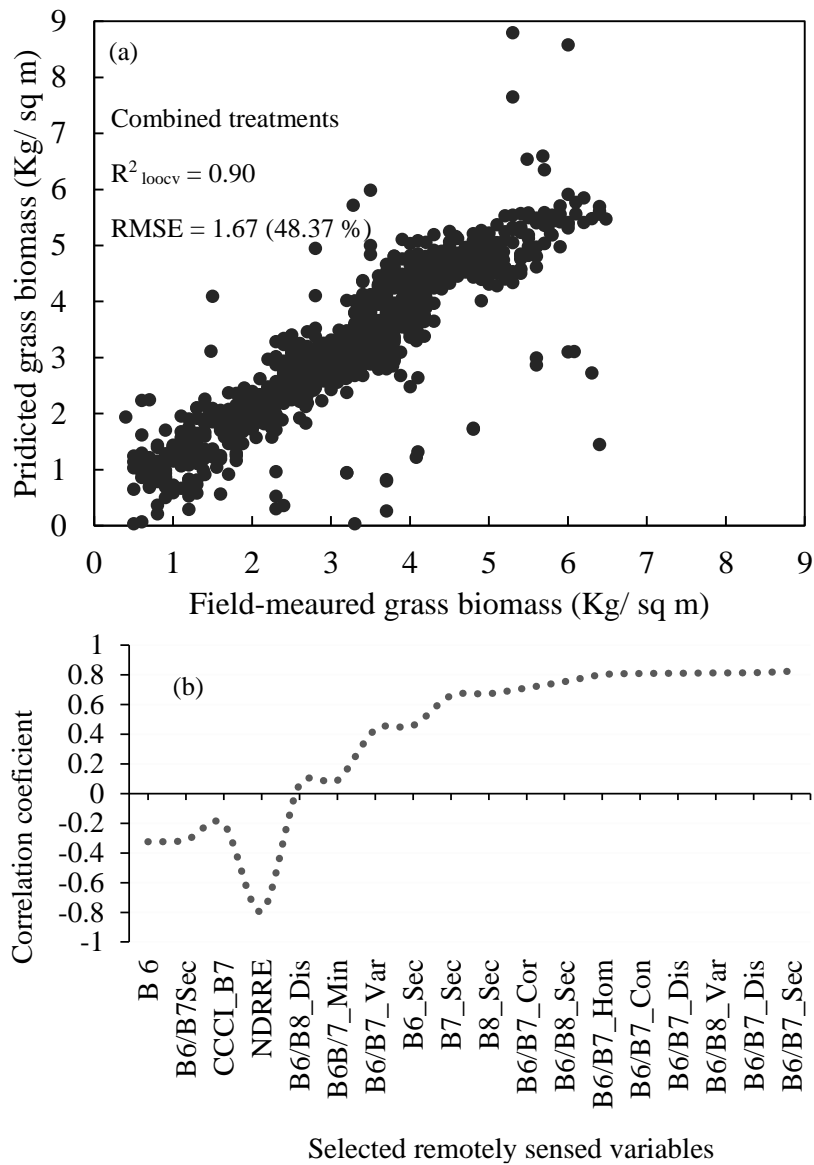 9
8
7
6
5
4
3
2
1
0
Pridicted grass biomass (Kg/ sq m)
(a)
Combined treatments
R² loocv = 0.90
RMSE = 1.67 (48.37 %)
0 1 2 3 4 5 6 7 8 9
Field-meaured grass biomass (Kg/ sq m)
1
0.8
0.6
0.4
0.2
0
-0.2
-0.4
-0.6
-0.8
-1
Correlation coeficient
(b)
B 6
B6/B7Sec
CCCI_B7
NDRRE
B6/B8_Dis
B6B/7_Min
B6/B7_Var
B6_Sec
B7_Sec
B8_Sec
B6/B7_Cor
B6/B8_Sec
B6/B7_Hom
B6/B7_Con
B6/B7_Dis
B6/B8_Var
B6/B7_Dis
B6/B7_Sec
Selected remotely sensed variables